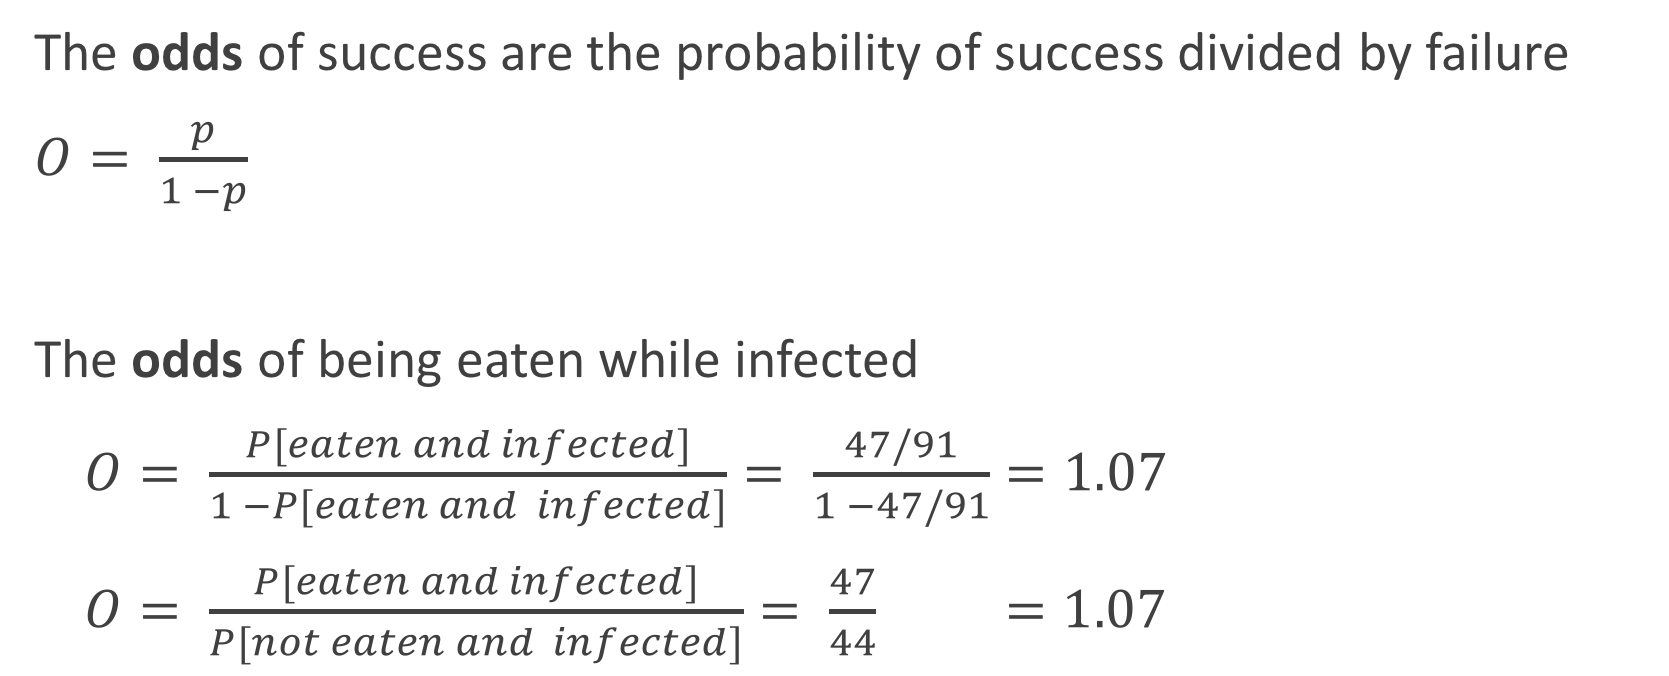 The odds of success are the probability of success divided by failure
O = p / 1 −p
The odds of being eaten while infected
O = P[eaten and infected] / 1 −P[eaten and infected] = 47/91 / 1 −47/91 = 1.07
O = P[eaten and infected] / P[not eaten and infected] = 47 / 44 = 1.07